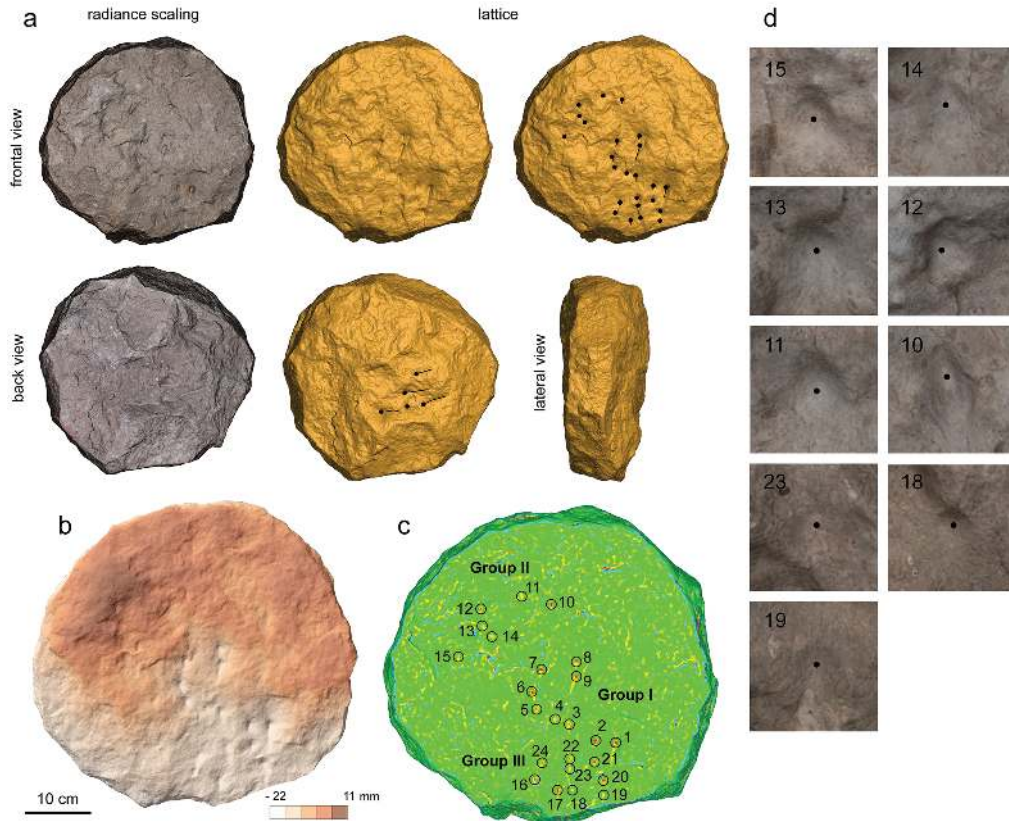 a
radiance scaling
lattice
frontal view
back view
lateral view
b
10 cm
- 22
11 mm
c
Group II
11
10
12
13
14
15
8
7
9
6
Group I
5
4
3
2
1
22
Group III
24
21
23
16
20
17
18
19
d
15
14
13
12
11
10
23
18
19